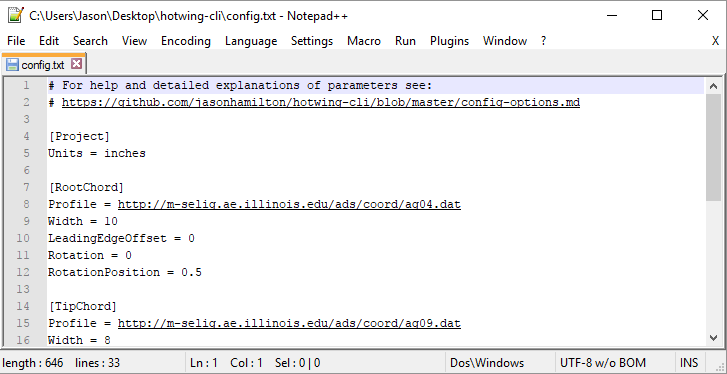 C:\Users\Jason\Desktop\hotwing-cli\config.txt - Notepad++
File Edit Search View Encoding Language Settings Macro Run Plugins Window ? X
config.txt
1 # For help and detailed explanations of parameters see:
2 # https://github.com/jasonhamilton/hotwing-cli/blob/master/config-options.md
3
4 [Project]
5 Units = inches
6
7 [RootChord]
8 Profile = http://m-selig.ae.illinois.edu/ads/coord/ag04.dat
9 Width = 10
10 LeadingEdgeOffset = 0
11 Rotation = 0
12 RotationPosition = 0.5
13
14 [TipChord]
15 Profile = http://m-selig.ae.illinois.edu/ads/coord/ag09.dat
16 Width = 8
length : 646 lines : 33 Ln : 1 Col : 1 Sel : 0 | 0 Dos\Windows UTF-8 w/o BOM INS